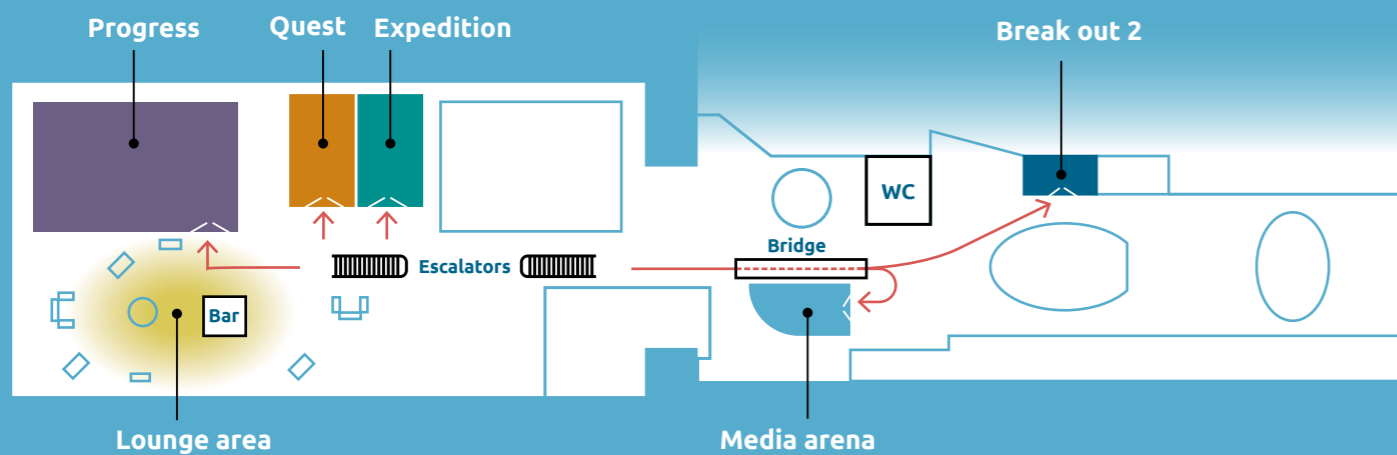 Progress
Quest
Expedition
Break out 2
WC
Bridge
Escalators
Bar
Lounge area
Media arena